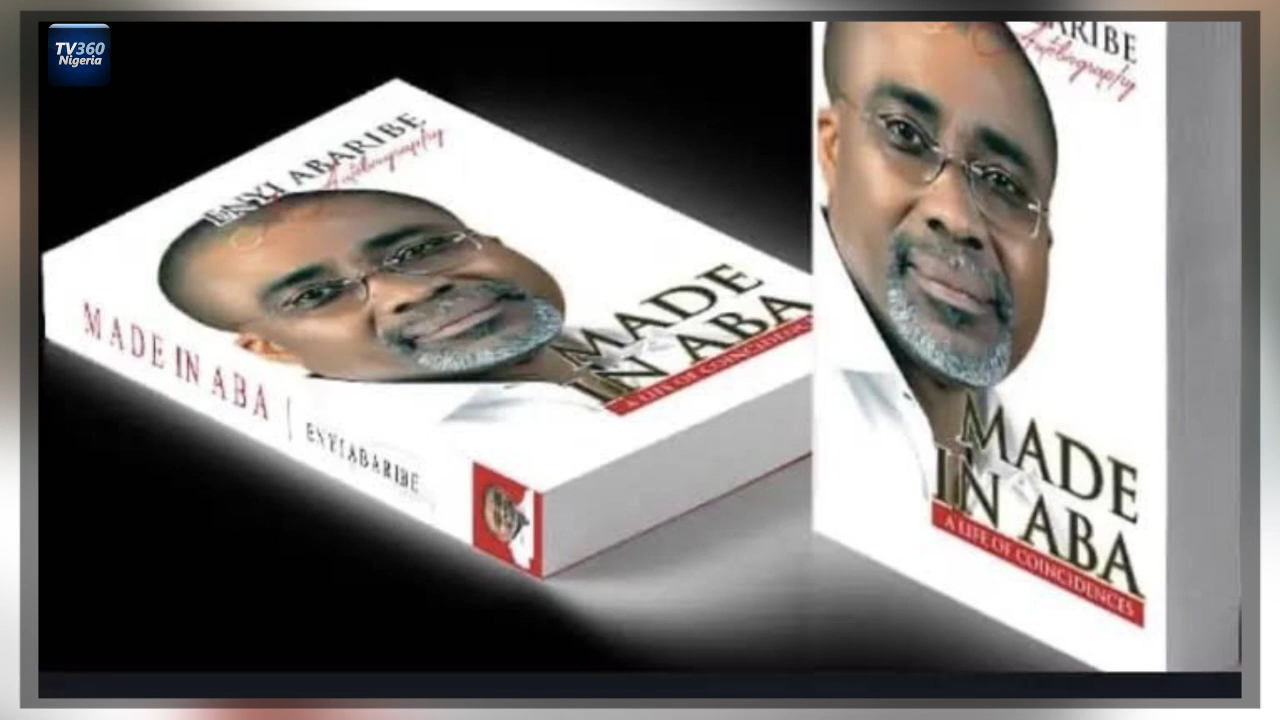 TV360
Nigeria
ENYI ABARIBE
Autobiography
MADE
IN ABA
A LIFE OF COINCIDENCES
MADE IN ABA | ENYI ABARIBE
ARIBE
Autobiography
MADE
IN ABA
A LIFE OF COINCIDENCES